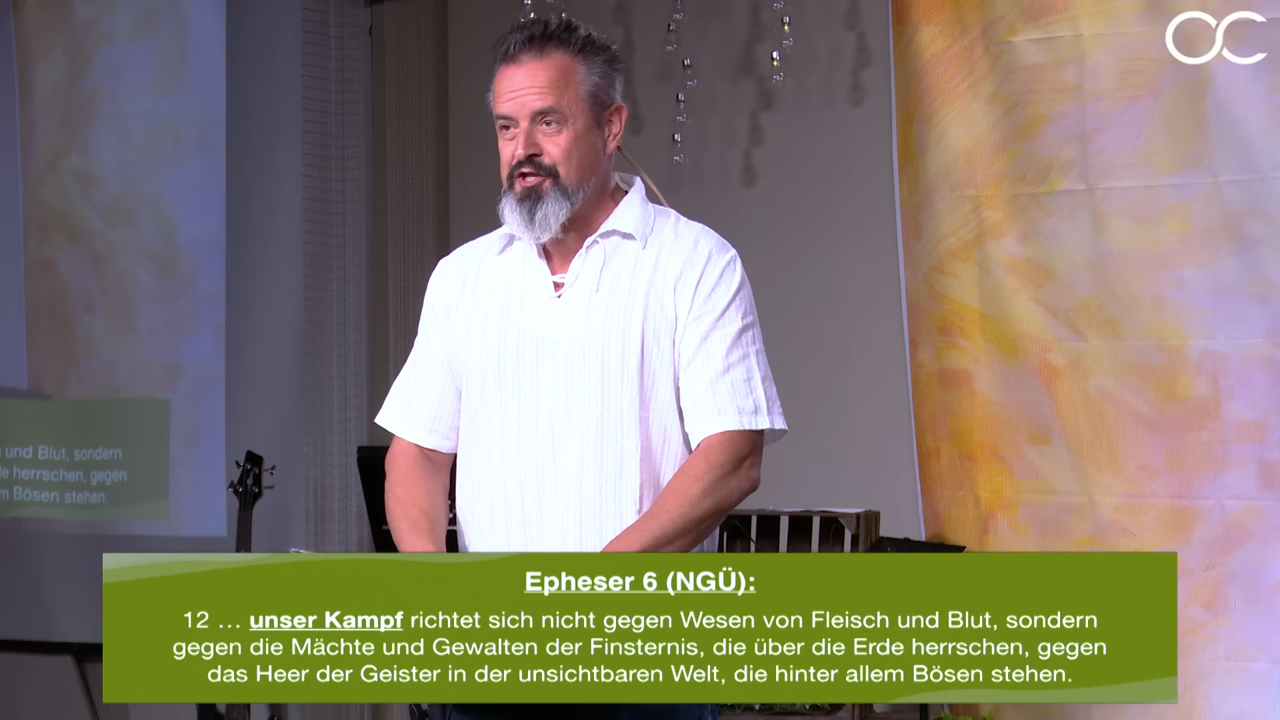 OC
und Blut, sondern
herrschen, gegen
Bösen stehen.
Epheser 6 (NGÜ):
12 ... unser Kampf richtet sich nicht gegen Wesen von Fleisch und Blut, sondern
gegen die Mächte und Gewalten der Finsternis, die über die Erde herrschen, gegen
das Heer der Geister in der unsichtbaren Welt, die hinter allem Bösen stehen.